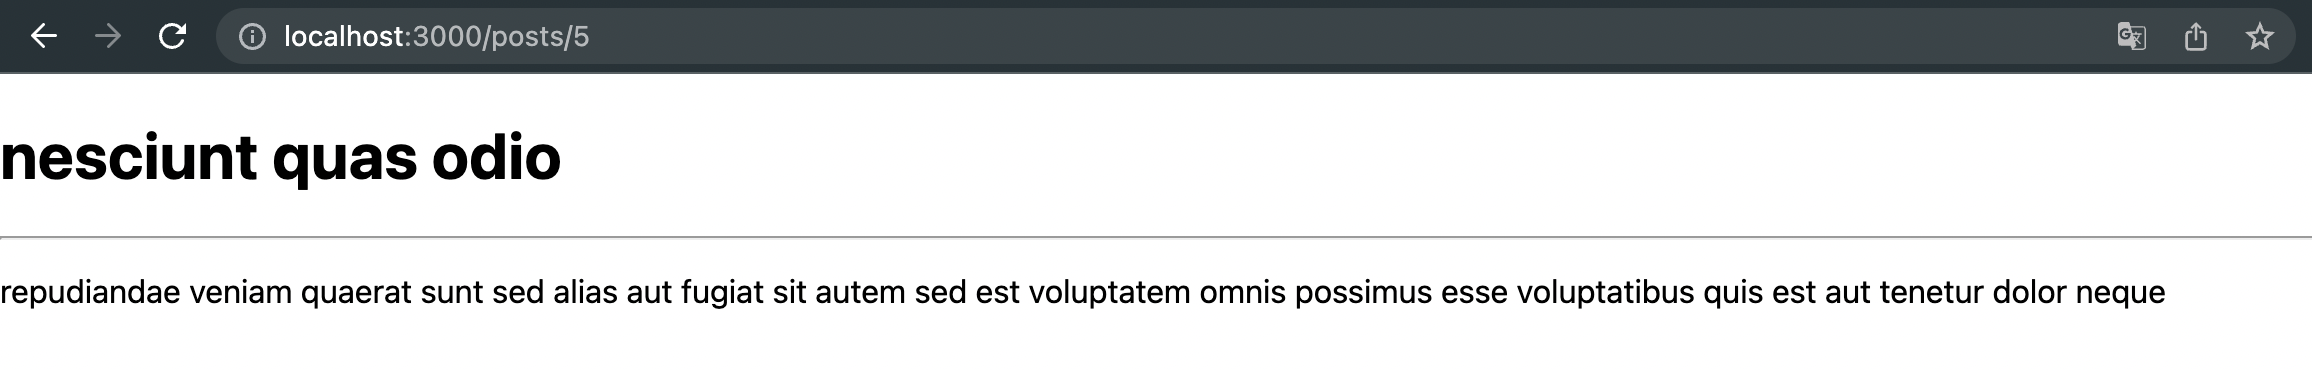 localhost:3000/posts/5
nesciunt quas odio
repudiandae veniam quaerat sunt sed alias aut fugiat sit autem sed est voluptatem omnis possimus esse voluptatibus quis est aut tenetur dolor neque